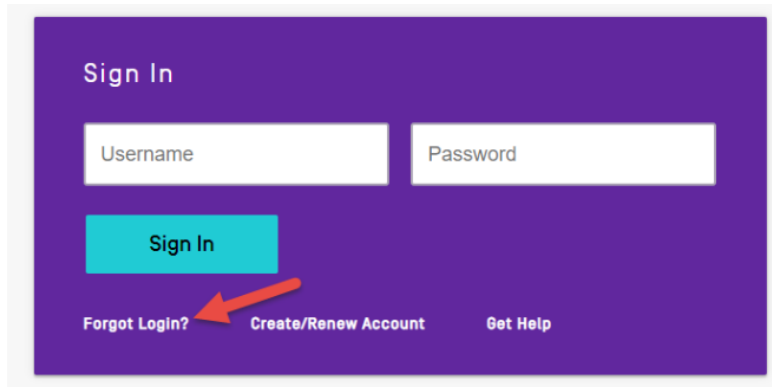 Sign In
Username Password
Sign In
Forgot Login? Create/Renew Account Get Help